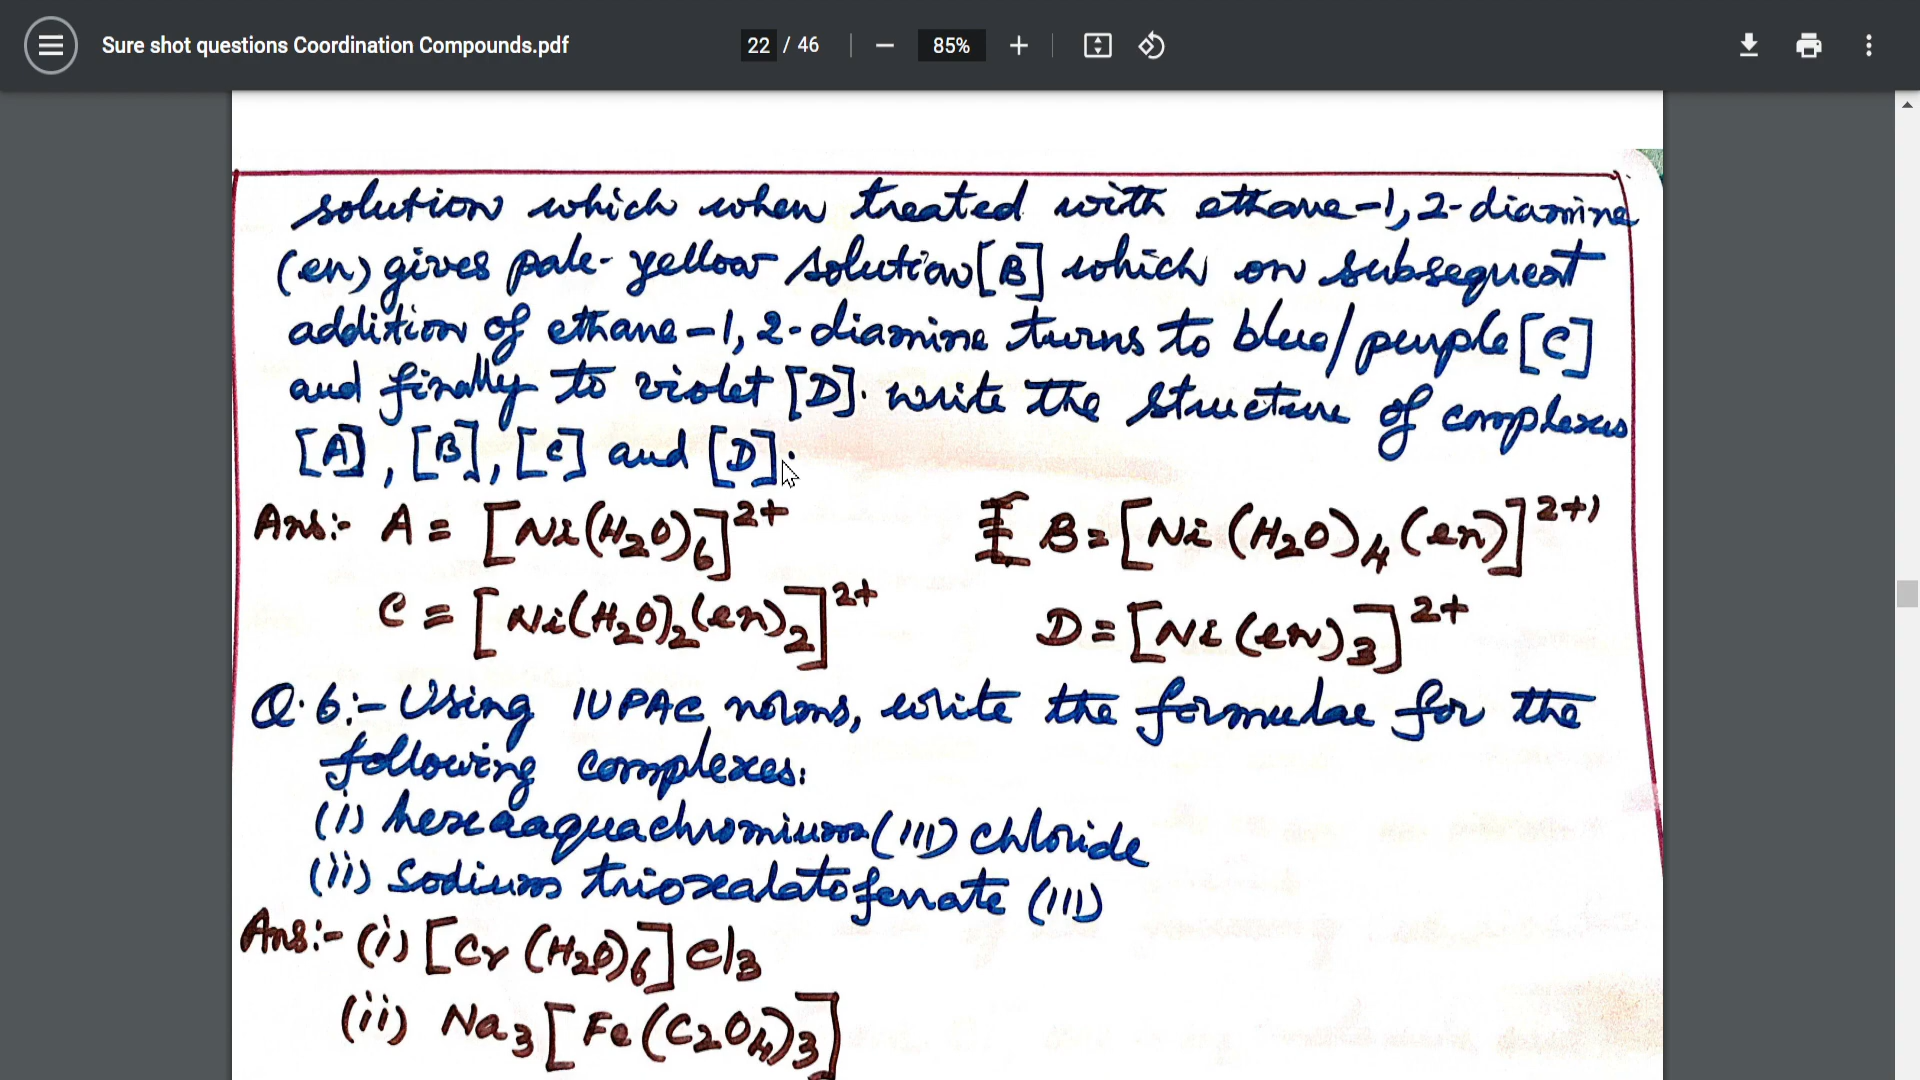 Sure shot questions Coordination Compounds.pdf
22 / 46
85%
solution which when treated with ethane-1,2-diamine
(en) gives pale-yellow solution [B] which on subsequent
addition of ethane-1,2-diamine turns to blue/purple [C]
and finally to violet [D]. Write the structure of complexes
[A], [B], [C] and [D].
Ans:- A = [Ni(H₂O)₆]²⁺ B = [Ni(H₂O)₄(en)]²⁺
C = [Ni(H₂O)₂(en)₂]²⁺ D = [Ni(en)₃]²⁺
Q.6:- Using IUPAC norms, write the formulae for the
following complexes:
(i) hexaaquachromium(III) chloride
(ii) Sodium trioxalatoferrate (III)
Ans:- (i) [Cr(H₂O)₆]Cl₃
(ii) Na₃[Fe(C₂O₄)₃]